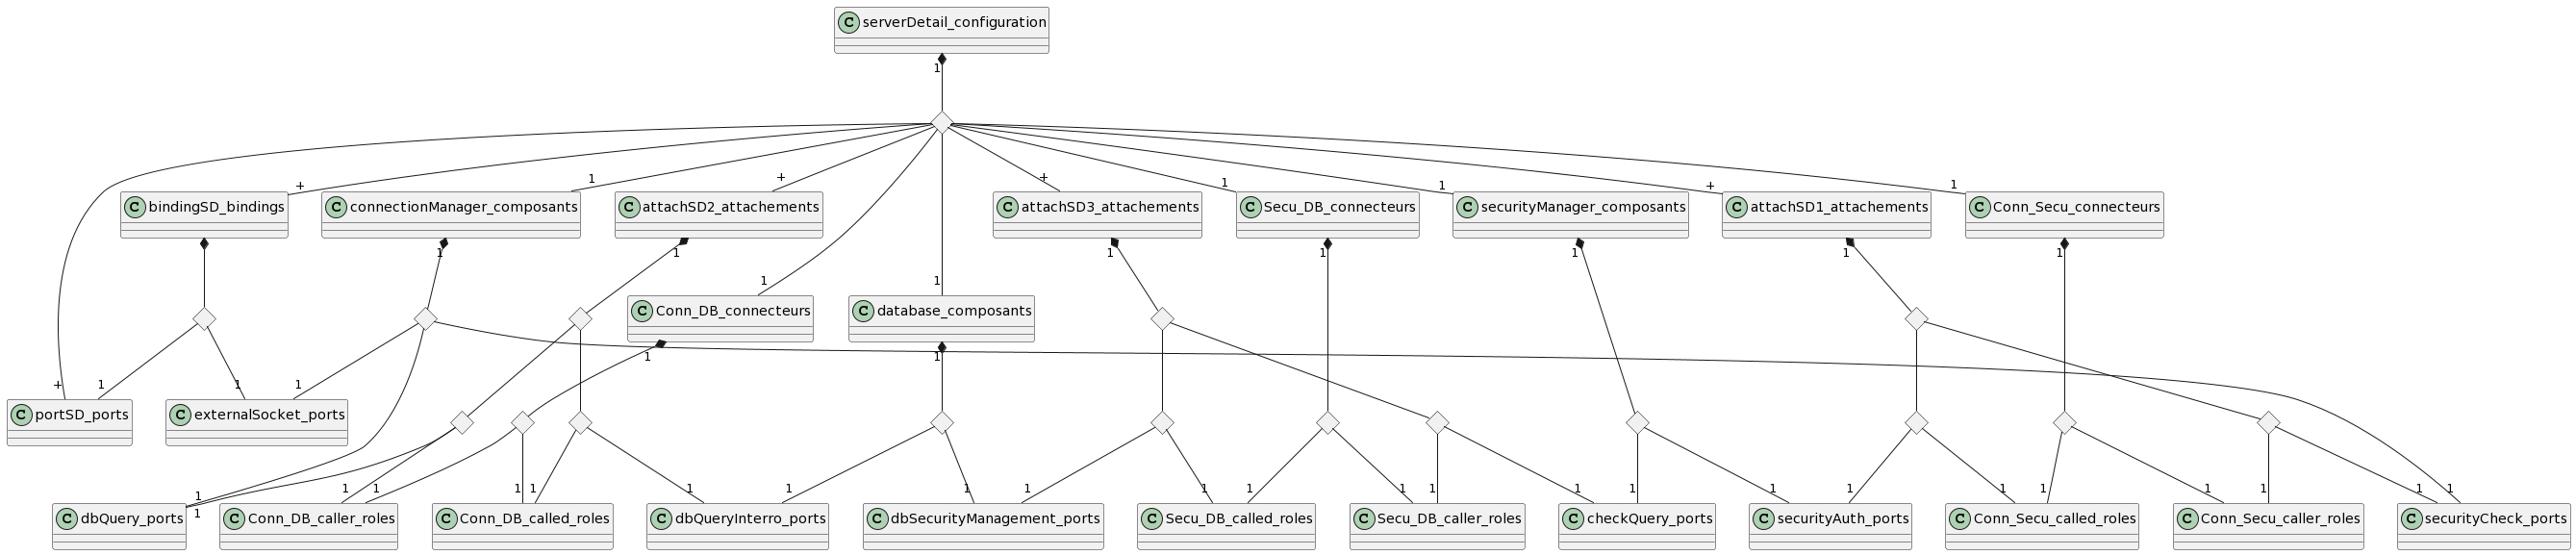 C serverDetail_configuration
1
+ 1 + + 1 1 + 1
C bindingSD_bindings
C connectionManager_composants
C attachSD2_attachements
C attachSD3_attachements
C Secu_DB_connecteurs
C securityManager_composants
C attachSD1_attachements
C Conn_Secu_connecteurs
1 1 1 1 1 1 1
1 1
C Conn_DB_connecteurs
C database_composants
1 1
+ 1 1 1
C portSD_ports
C externalSocket_ports
1 1 1 1 1 1 1 1 1 1 1 1 1 1 1 1 1 1 1 1 1 1
1
C dbQuery_ports
C Conn_DB_caller_roles
C Conn_DB_called_roles
C dbQueryInterro_ports
C dbSecurityManagement_ports
C Secu_DB_called_roles
C Secu_DB_caller_roles
C checkQuery_ports
C securityAuth_ports
C Conn_Secu_called_roles
C Conn_Secu_caller_roles
C securityCheck_ports